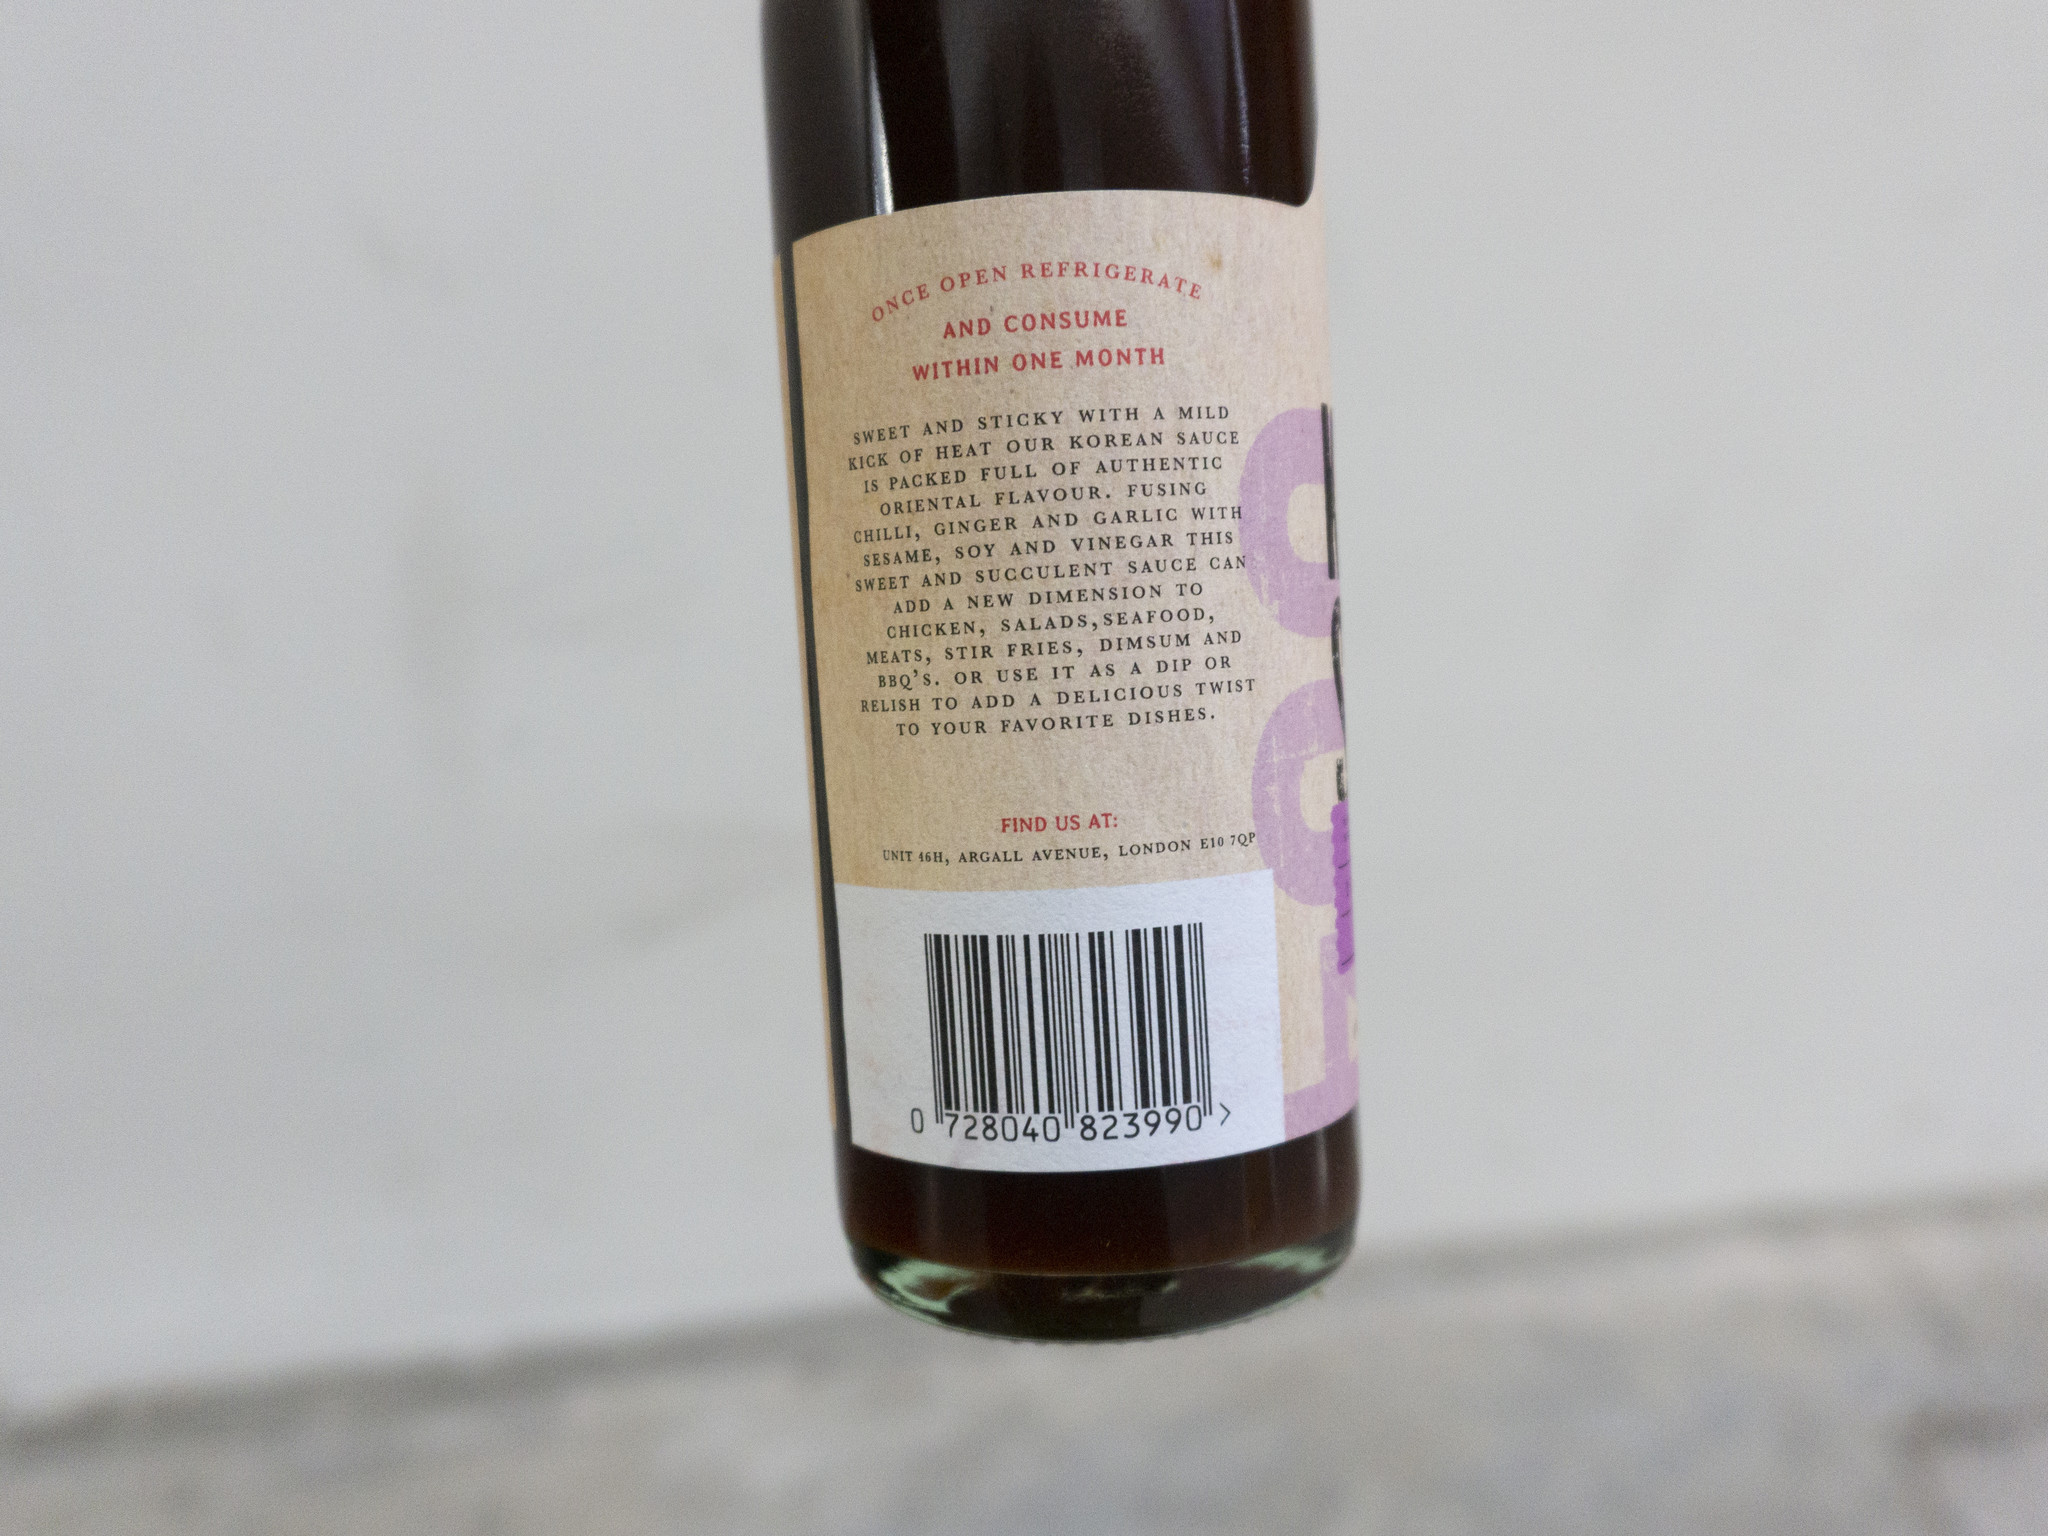 ONCE OPEN REFRIGERATE
AND CONSUME
WITHIN ONE MONTH
SWEET AND STICKY WITH A MILD
KICK OF HEAT OUR KOREAN SAUCE
IS PACKED FULL OF AUTHENTIC
ORIENTAL FLAVOUR. FUSING
CHILLI, GINGER AND GARLIC WITH
SESAME, SOY AND VINEGAR THIS
SWEET AND SUCCULENT SAUCE CAN
ADD A NEW DIMENSION TO
CHICKEN, SALADS,SEAFOOD,
MEATS, STIR FRIES, DIMSUM AND
BBQ'S. OR USE IT AS A DIP OR
RELISH TO ADD A DELICIOUS TWIST
TO YOUR FAVORITE DISHES.
FIND US AT:
UNIT 46H, ARGALL AVENUE, LONDON E10 7QP
0 728040 823990 >